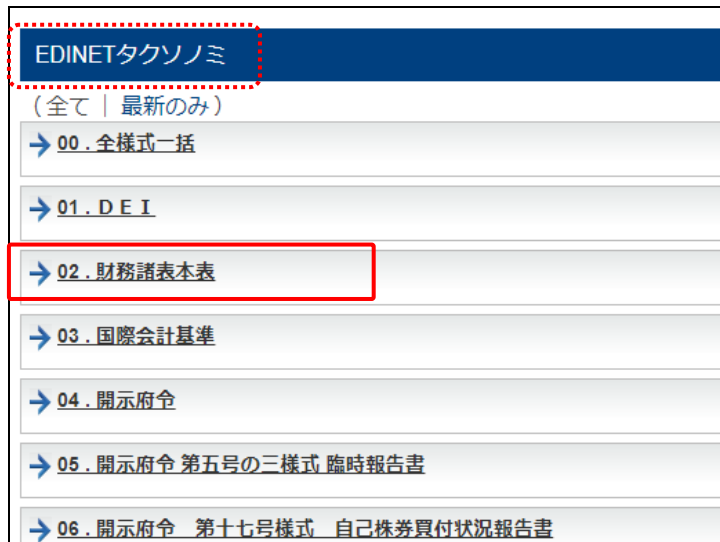 EDINETタクソノミ
（全て｜最新のみ）
00．全様式一括
01．ＤＥＩ
02．財務諸表本表
03．国際会計基準
04．開示府令
05．開示府令 第五号の三様式 臨時報告書
06．開示府令　第十七号様式　自己株券買付状況報告書